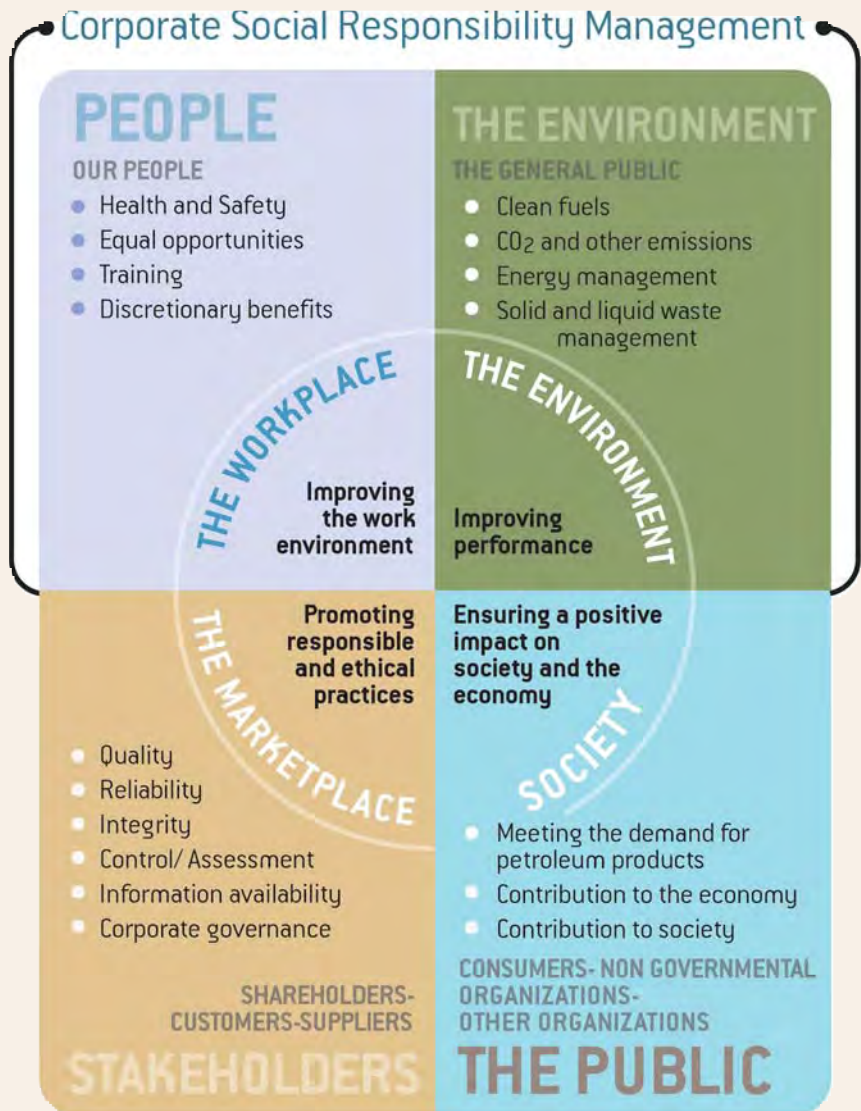 Corporate Social Responsibility Management
PEOPLE
OUR PEOPLE
Health and Safety
Equal opportunities
Training
Discretionary benefits
THE WORKPLACE
Improving
the work
environment
THE ENVIRONMENT
THE GENERAL PUBLIC
Clean fuels
CO2 and other emissions
Energy management
Solid and liquid waste
management
THE ENVIRONMENT
Improving
performance
Promoting
responsible
and ethical
practices
THE MARKETPLACE
Quality
Reliability
Integrity
Control/ Assessment
Information availability
Corporate governance
SHAREHOLDERS-
CUSTOMERS-SUPPLIERS
STAKEHOLDERS
Ensuring a positive
impact on
society and the
economy
SOCIETY
Meeting the demand for
petroleum products
Contribution to the economy
Contribution to society
CONSUMERS- NON GOVERNMENTAL
ORGANIZATIONS-
OTHER ORGANIZATIONS
THE PUBLIC